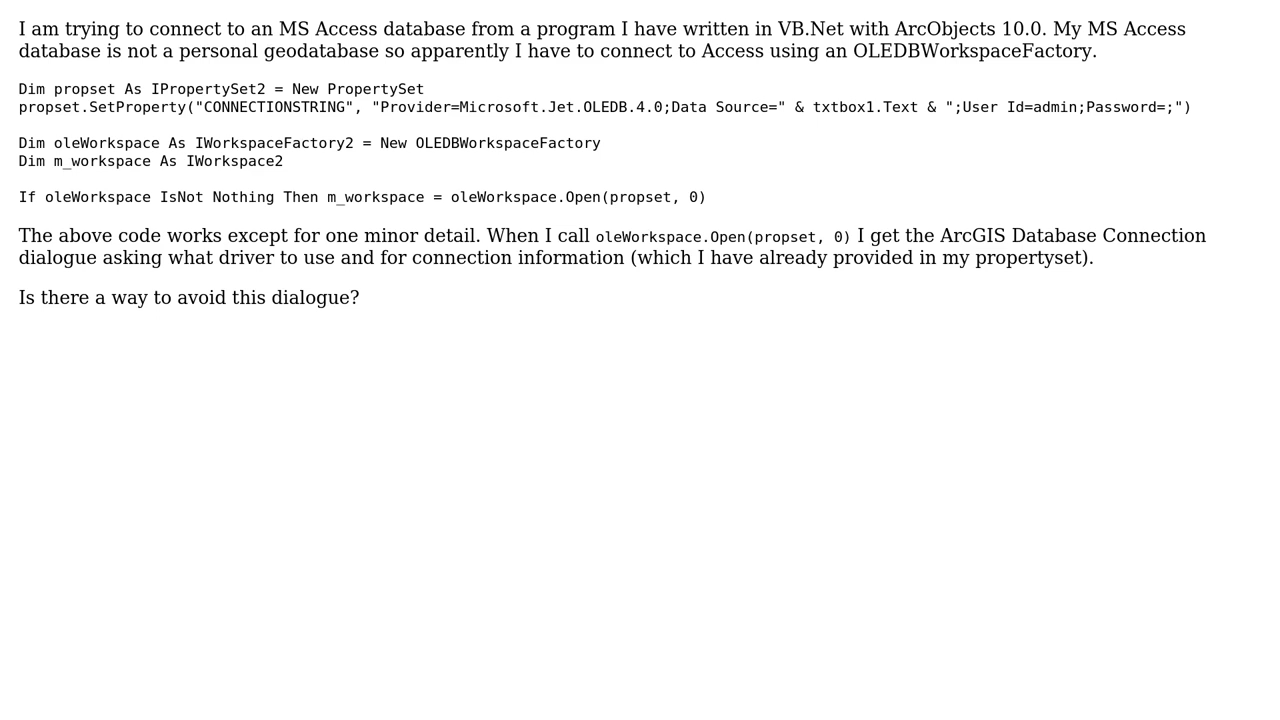 I am trying to connect to an MS Access database from a program I have written in VB.Net with ArcObjects 10.0. My MS Access
database is not a personal geodatabase so apparently I have to connect to Access using an OLEDBWorkspaceFactory.
Dim propset As IPropertySet2 = New PropertySet
propset.SetProperty("CONNECTIONSTRING", "Provider=Microsoft.Jet.OLEDB.4.0;Data Source=" & txtbox1.Text & ";User Id=admin;Password=;")
Dim oleWorkspace As IWorkspaceFactory2 = New OLEDBWorkspaceFactory
Dim m_workspace As IWorkspace2
If oleWorkspace IsNot Nothing Then m_workspace = oleWorkspace.Open(propset, 0)
The above code works except for one minor detail. When I call oleWorkspace.Open(propset, 0) I get the ArcGIS Database Connection
dialogue asking what driver to use and for connection information (which I have already provided in my propertyset).
Is there a way to avoid this dialogue?